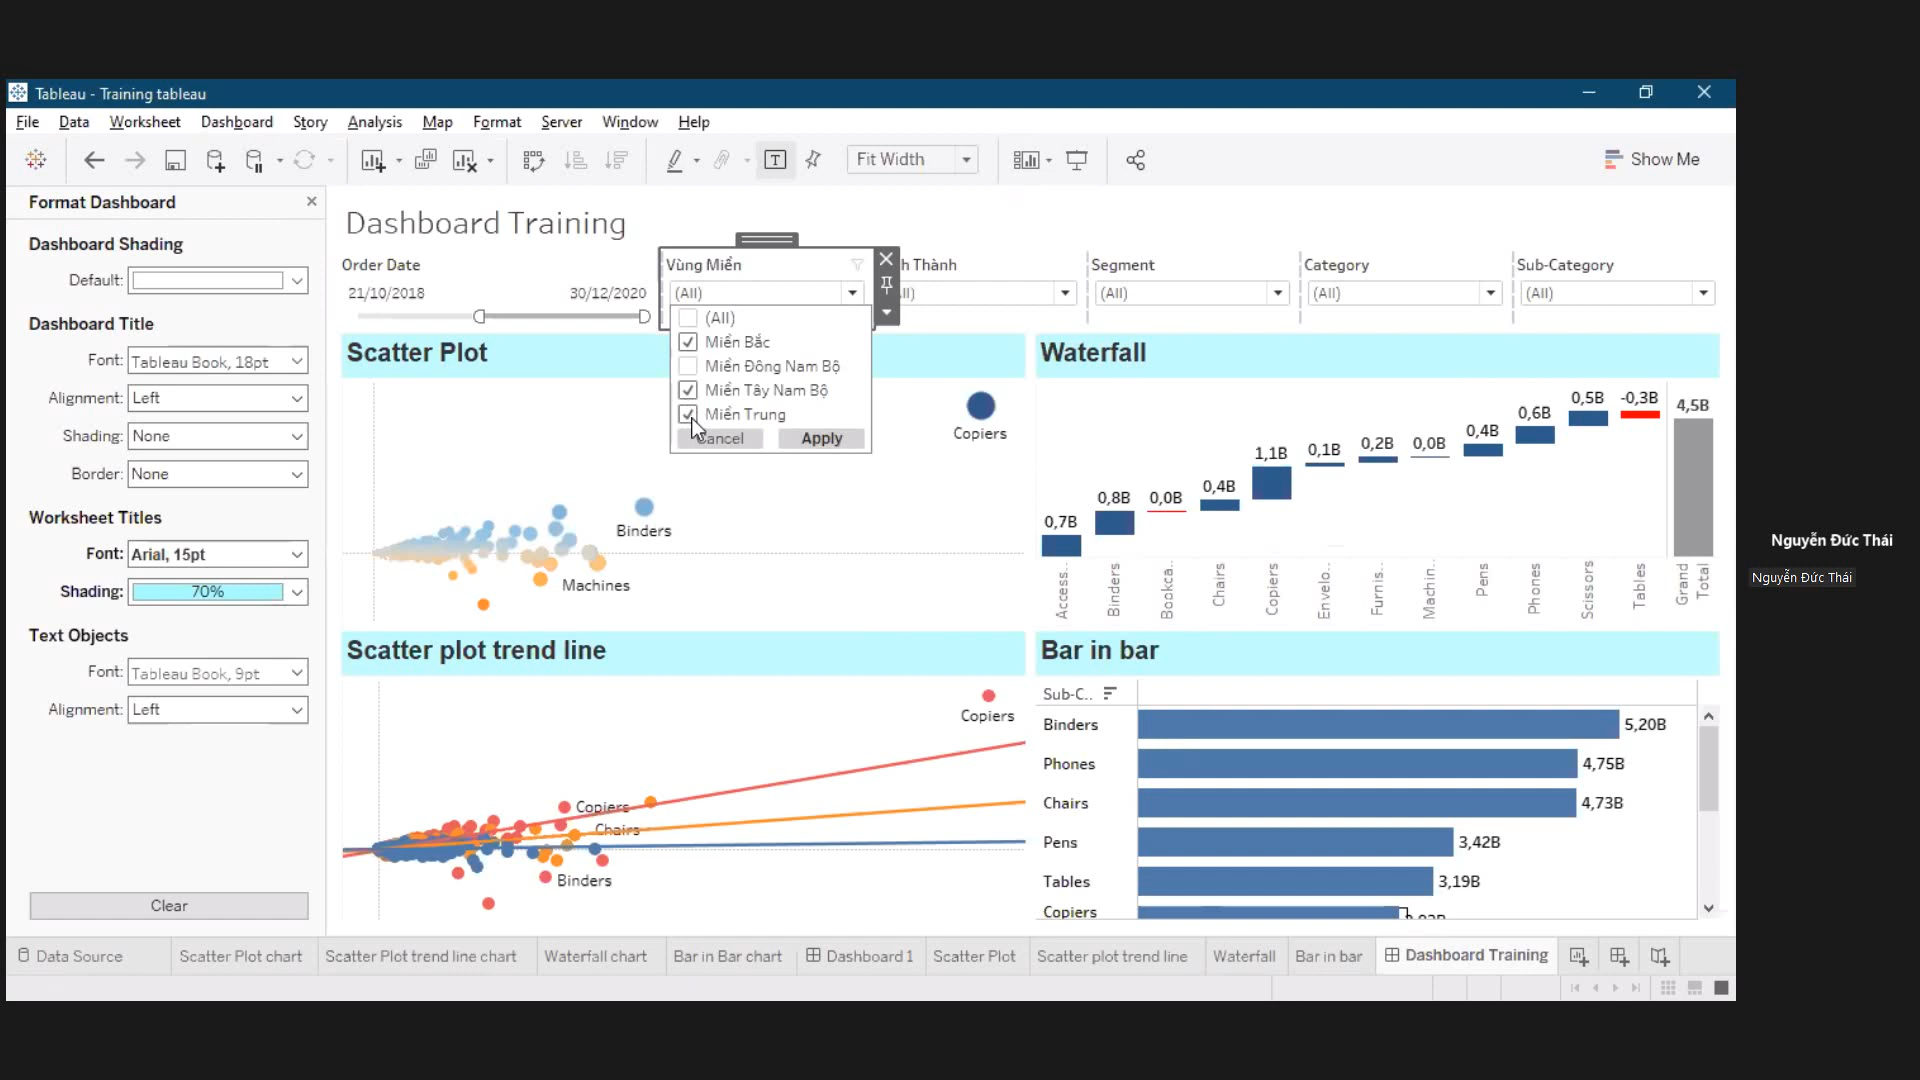 Tableau - Training tableau
File Data Worksheet Dashboard Story Analysis Map Format Server Window Help
Fit Width
Show Me
Format Dashboard
Dashboard Shading
Default:
Dashboard Title
Font: Tableau Book, 18pt
Alignment: Left
Shading: None
Border: None
Worksheet Titles
Font: Arial, 15pt
Shading: 70%
Text Objects
Font: Tableau Book, 9pt
Alignment: Left
Clear
Dashboard Training
Order Date
21/10/2018 30/12/2020
Vùng Miền
(All)
(All)
Miền Bắc
Miền Đông Nam Bộ
Miền Tây Nam Bộ
Miền Trung
Cancel Apply
h Thành
Segment
(All)
Category
(All)
Sub-Category
(All)
Scatter Plot
Copiers
Binders
Machines
Waterfall
0,7B
0,8B
0,0B
0,4B
1,1B
0,1B
0,2B
0,0B
0,4B
0,6B
0,5B
-0,3B
4,5B
Access..
Binders
Bookca..
Chairs
Copiers
Envelo..
Furnis..
Machin..
Pens
Phones
Scissors
Tables
Grand Total
Scatter plot trend line
Copiers
Copiers
Chairs
Binders
Bar in bar
Sub-C..
Binders 5,20B
Phones 4,75B
Chairs 4,73B
Pens 3,42B
Tables 3,19B
Copiers
Data Source Scatter Plot chart Scatter Plot trend line chart Waterfall chart Bar in Bar chart Dashboard 1 Scatter Plot Scatter plot trend line Waterfall Bar in bar Dashboard Training
Nguyễn Đức Thái
Nguyễn Đức Thái